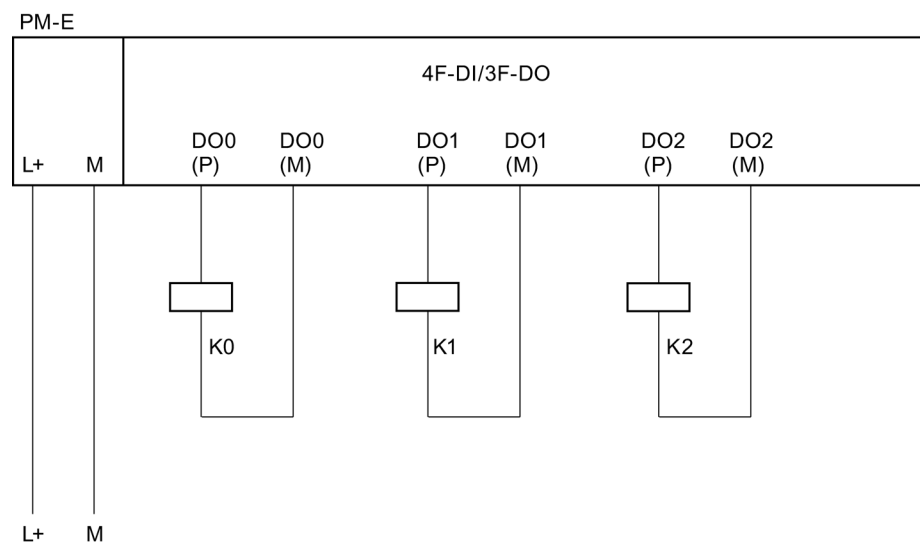 PM-E
4F-DI/3F-DO
L+ M
DO0 (P) DO0 (M) DO1 (P) DO1 (M) DO2 (P) DO2 (M)
K0 K1 K2
L+ M